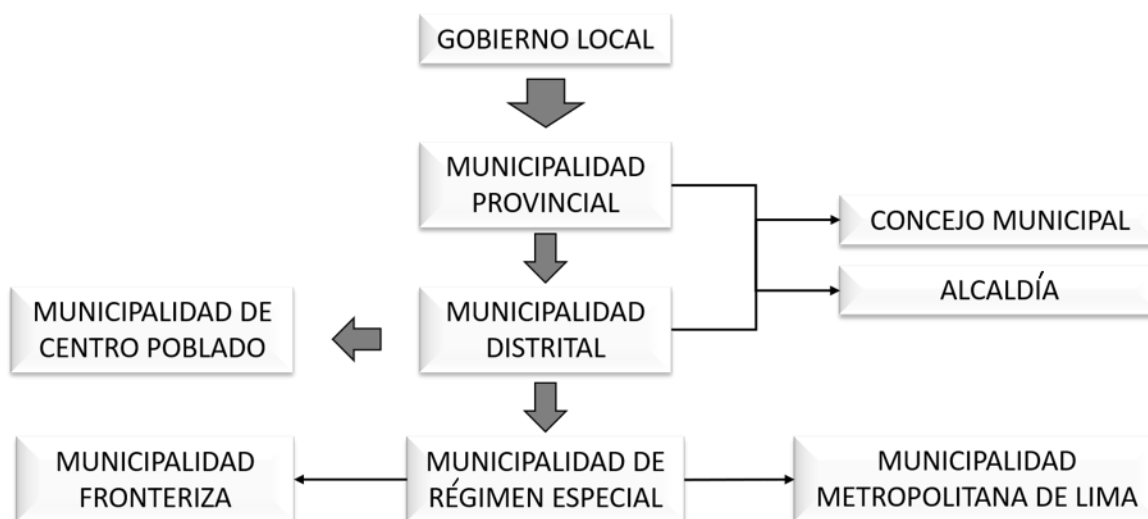 GOBIERNO LOCAL
MUNICIPALIDAD
PROVINCIAL
CONCEJO MUNICIPAL
ALCALDÍA
MUNICIPALIDAD DE
CENTRO POBLADO
MUNICIPALIDAD
DISTRITAL
MUNICIPALIDAD
FRONTERIZA
MUNICIPALIDAD DE
RÉGIMEN ESPECIAL
MUNICIPALIDAD
METROPOLITANA DE LIMA